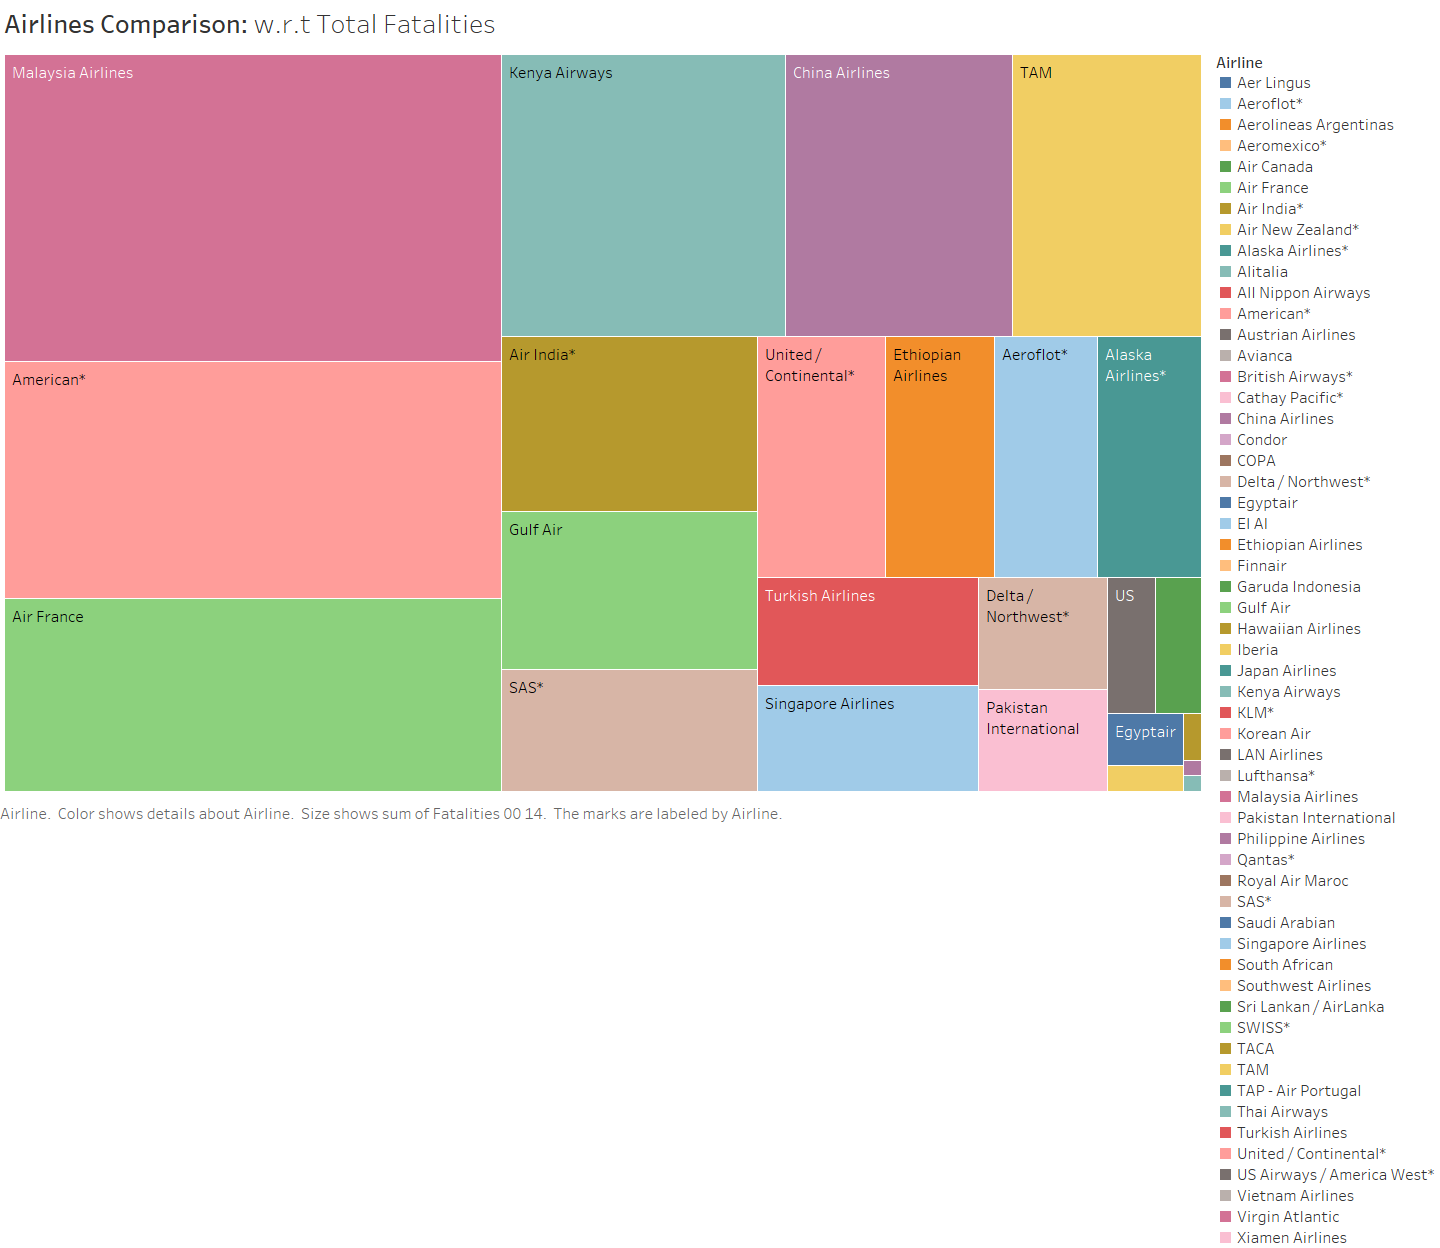 Airlines Comparison: w.r.t Total Fatalities
Malaysia Airlines
American*
Air France
Kenya Airways
China Airlines
TAM
Air India*
Gulf Air
SAS*
United /
Continental*
Ethiopian
Airlines
Aeroflot*
Alaska
Airlines*
Turkish Airlines
Singapore Airlines
Delta /
Northwest*
Pakistan
International
US
Egyptair
Airline
Aer Lingus
Aeroflot*
Aerolineas Argentinas
Aeromexico*
Air Canada
Air France
Air India*
Air New Zealand*
Alaska Airlines*
Alitalia
All Nippon Airways
American*
Austrian Airlines
Avianca
British Airways*
Cathay Pacific*
China Airlines
Condor
COPA
Delta / Northwest*
Egyptair
El Al
Ethiopian Airlines
Finnair
Garuda Indonesia
Gulf Air
Hawaiian Airlines
Iberia
Japan Airlines
Kenya Airways
KLM*
Korean Air
LAN Airlines
Lufthansa*
Malaysia Airlines
Pakistan International
Philippine Airlines
Qantas*
Royal Air Maroc
SAS*
Saudi Arabian
Singapore Airlines
South African
Southwest Airlines
Sri Lankan / AirLanka
SWISS*
TACA
TAM
TAP - Air Portugal
Thai Airways
Turkish Airlines
United / Continental*
US Airways / America West*
Vietnam Airlines
Virgin Atlantic
Xiamen Airlines
Airline. Color shows details about Airline. Size shows sum of Fatalities 00 14. The marks are labeled by Airline.